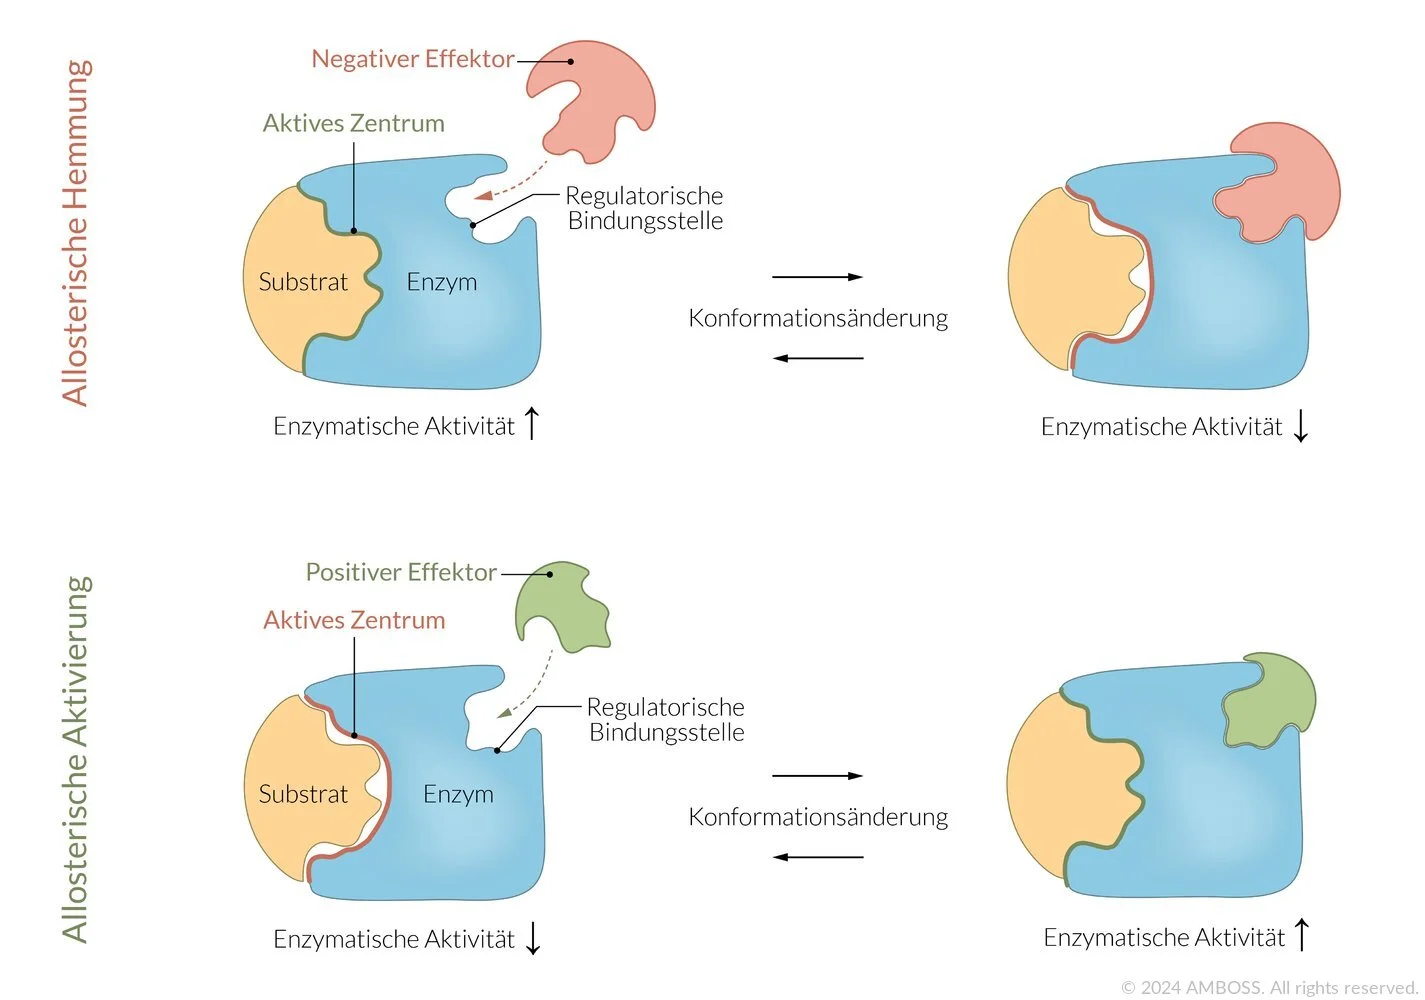 Allosterische Hemmung
Negativer Effektor
Aktives Zentrum
Regulatorische
Bindungsstelle
Substrat
Enzym
Konformationsänderung
Enzymatische Aktivität ↑
Enzymatische Aktivität ↓
Allosterische Aktivierung
Positiver Effektor
Aktives Zentrum
Regulatorische
Bindungsstelle
Substrat
Enzym
Konformationsänderung
Enzymatische Aktivität ↓
Enzymatische Aktivität ↑
© 2024 AMBOSS. All rights reserved.